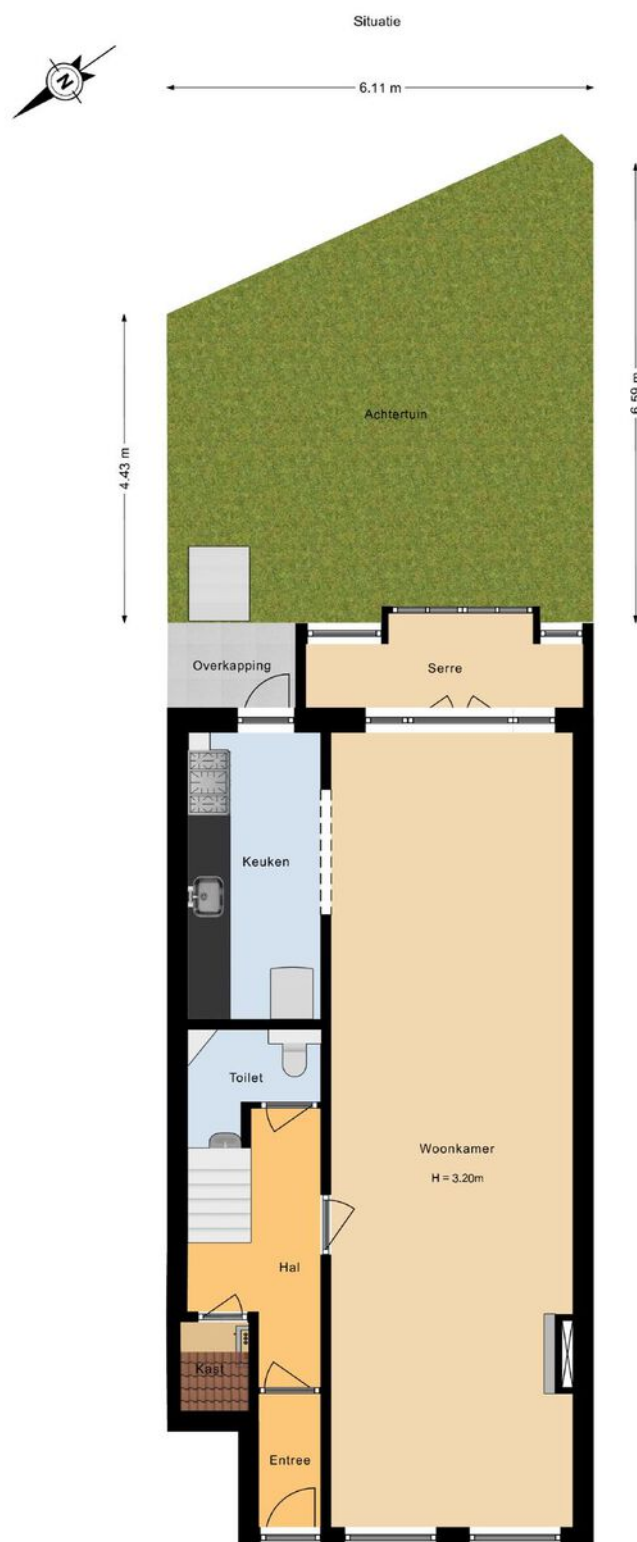 Situatie
N
6.11 m
6.59 m
4.43 m
Achtertuin
Overkapping
Serre
Keuken
Toilet
Woonkamer
H = 3.20m
Hal
Kast
Entree